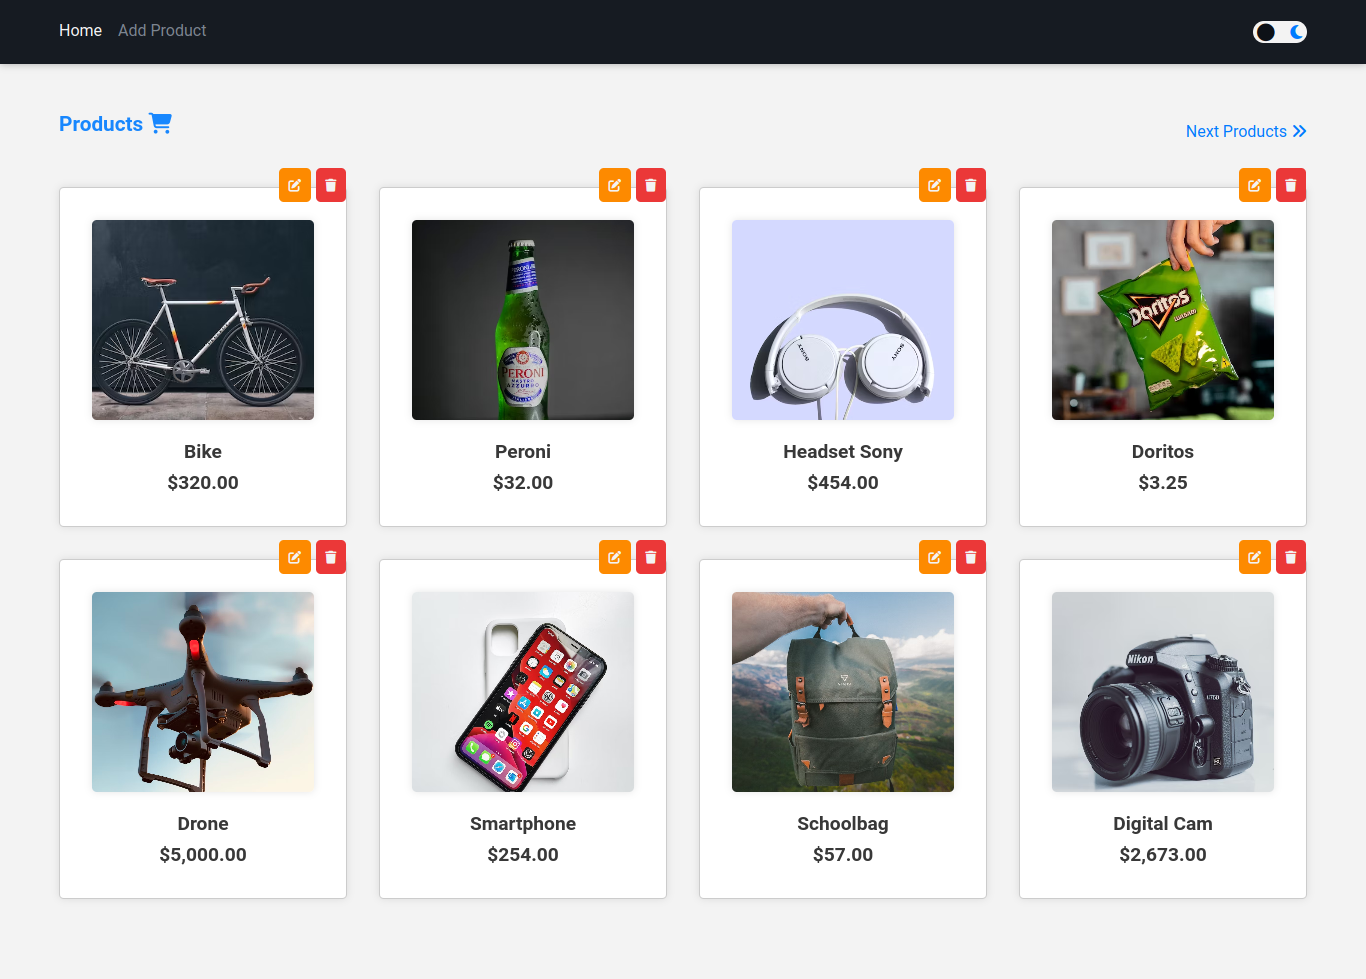 Home Add Product
Products
Next Products
PERONI
PERONI
NASTRO
AZZURRO
SONY
SONY
Doritos
Bike
Peroni
Headset Sony
Doritos
$320.00
$32.00
$454.00
$3.25
Nikon
Drone
Smartphone
Schoolbag
Digital Cam
$5,000.00
$254.00
$57.00
$2,673.00